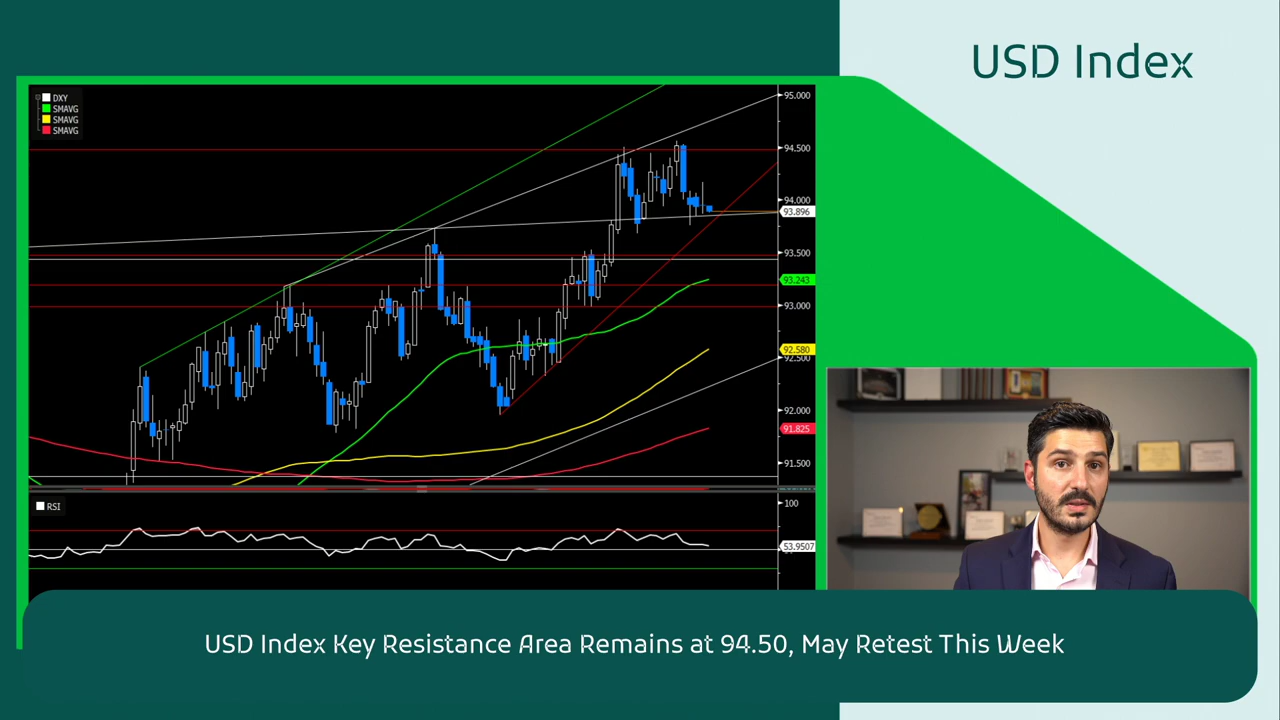 USD Index
DXY
SMAVG
SMAVG
SMAVG
95.000
94.500
94.000
93.896
93.500
93.243
93.000
92.580
92.500
92.000
91.825
91.500
RSI
100
53.9507
USD Index Key Resistance Area Remains at 94.50, May Retest This Week